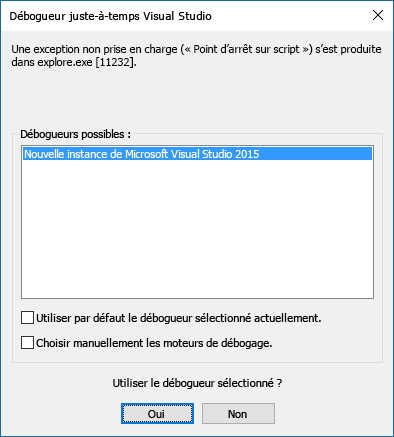 Débogueur juste-à-temps Visual Studio
Une exception non prise en charge (« Point d'arrêt sur script ») s'est produite
dans explore.exe [11232].
Débogueurs possibles :
Nouvelle instance de Microsoft Visual Studio 2015
Utiliser par défaut le débogueur sélectionné actuellement.
Choisir manuellement les moteurs de débogage.
Utiliser le débogueur sélectionné ?
Oui
Non